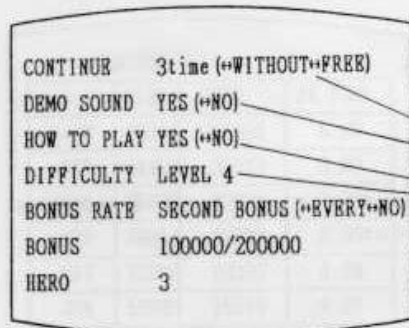 CONTINUE 3time (↔WITHOUT↔FREE)
DEMO SOUND YES (↔NO)
HOW TO PLAY YES (↔NO)
DIFFICULTY LEVEL 4
BONUS RATE SECOND BONUS (↔EVERY↔NO)
BONUS 100000/200000
HERO 3